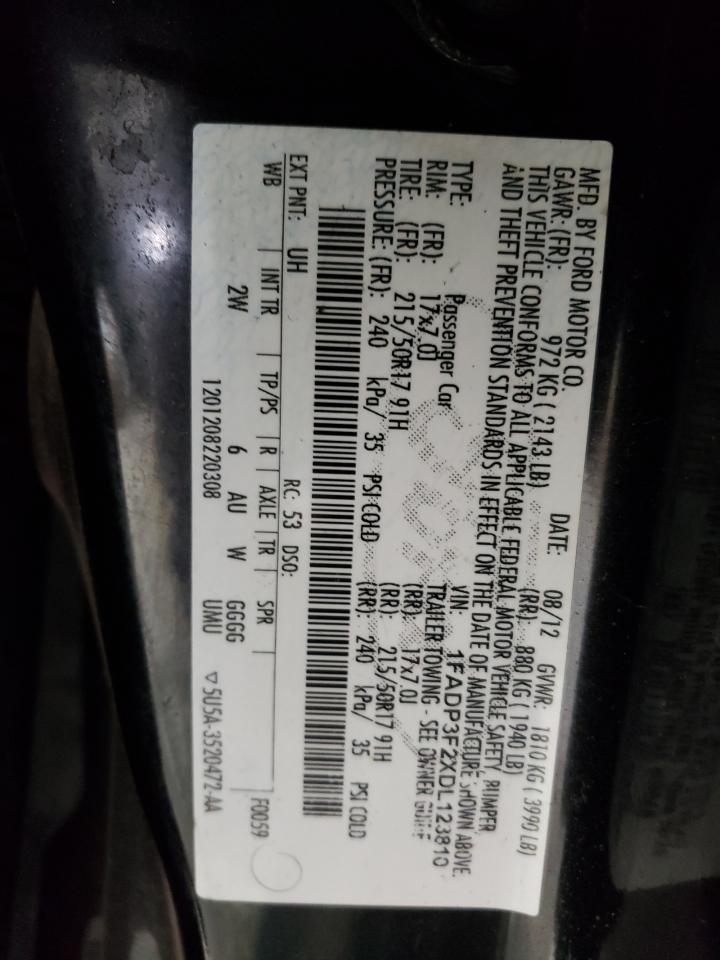 MFD. BY FORD MOTOR CO.
DATE: 08/12 GVWR: 1810 KG ( 3990 LB)
GAWR: (FR): 972 KG ( 2143 LB) (RR): 880 KG ( 1940 LB)
THIS VEHICLE CONFORMS TO ALL APPLICABLE FEDERAL MOTOR VEHICLE SAFETY, BUMPER
AND THEFT PREVENTION STANDARDS IN EFFECT ON THE DATE OF MANUFACTURE SHOWN ABOVE.
VIN: 1FADP3F2XDL123810
TYPE: Passenger Car TRAILER TOWING - SEE OWNER GUIDE
RIM: (FR): 17x7.0J (RR): 17x7.0J
TIRE: (FR): 215/50R17 91H (RR): 215/50R17 91H
PRESSURE: (FR): 240 kPa/ 35 PSI COLD (RR): 240 kPa/ 35 PSI COLD
EXT PNT: UH RC: 53 DSO:
F0059
WB INT TR TP/PS R AXLE TR SPR
2W 6 AU W GGGG
UMU
1201208220308 ▽5U5A-3520472-AA